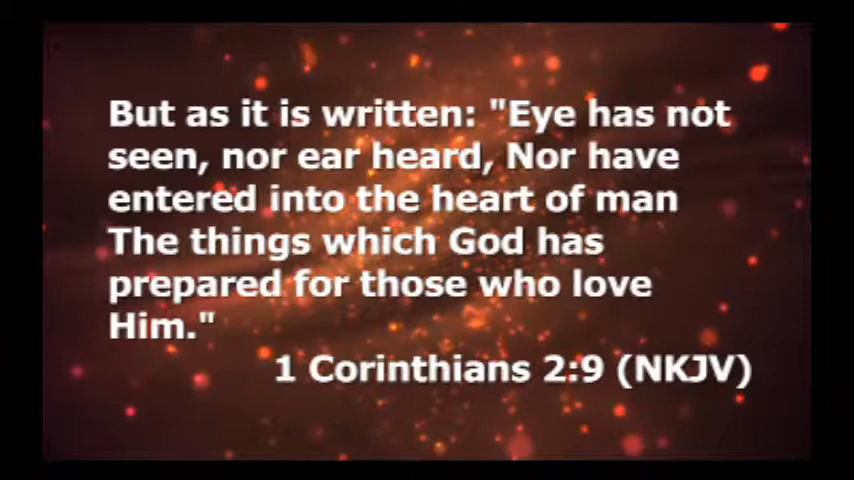 But as it is written: "Eye has not
seen, nor ear heard, Nor have
entered into the heart of man
The things which God has
prepared for those who love
Him."
1 Corinthians 2:9 (NKJV)